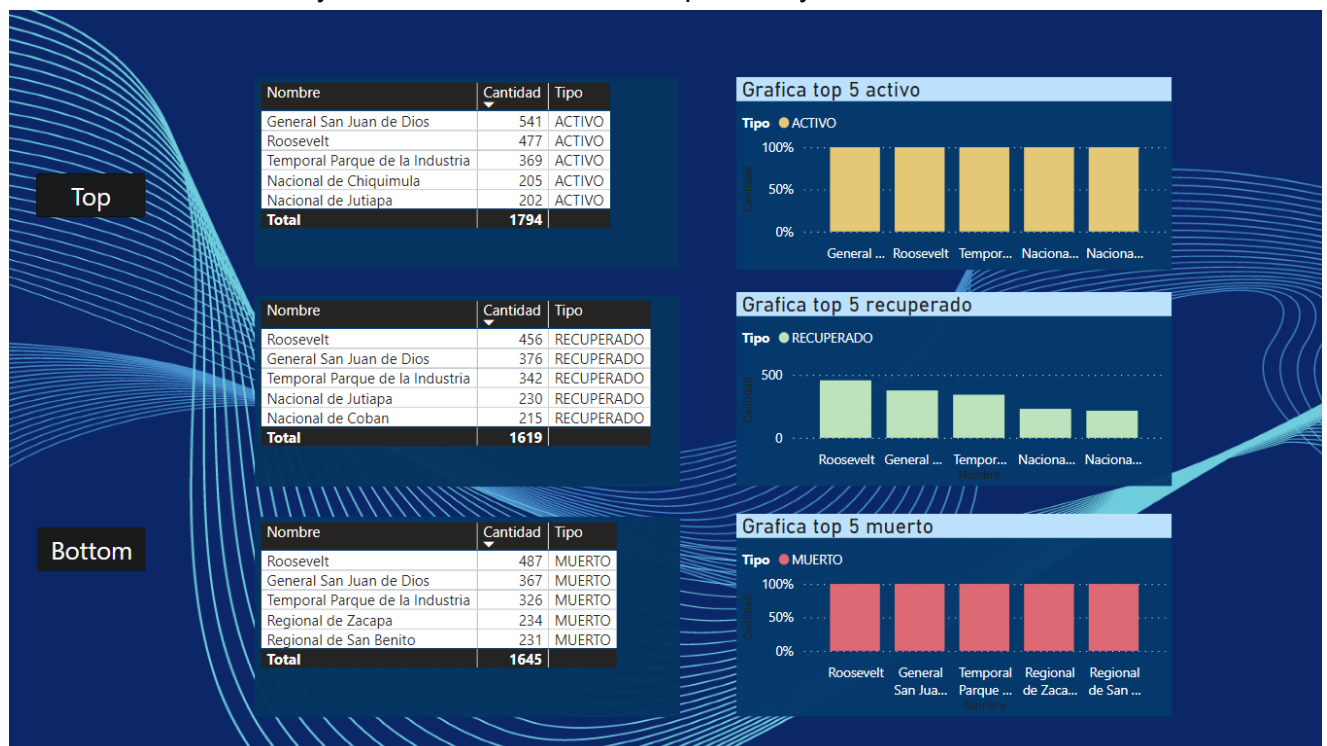 Top
Bottom
Nombre Cantidad Tipo
General San Juan de Dios 541 ACTIVO
Roosevelt 477 ACTIVO
Temporal Parque de la Industria 369 ACTIVO
Nacional de Chiquimula 205 ACTIVO
Nacional de Jutiapa 202 ACTIVO
Total 1794
Grafica top 5 activo
Tipo ACTIVO
Cantidad
100%
50%
0%
General ... Roosevelt Tempor... Naciona... Naciona...
Nombre Cantidad Tipo
Roosevelt 456 RECUPERADO
General San Juan de Dios 376 RECUPERADO
Temporal Parque de la Industria 342 RECUPERADO
Nacional de Jutiapa 230 RECUPERADO
Nacional de Coban 215 RECUPERADO
Total 1619
Grafica top 5 recuperado
Tipo RECUPERADO
Cantidad
500
0
Roosevelt General ... Tempor... Naciona... Naciona...
Nombre
Nombre Cantidad Tipo
Roosevelt 487 MUERTO
General San Juan de Dios 367 MUERTO
Temporal Parque de la Industria 326 MUERTO
Regional de Zacapa 234 MUERTO
Regional de San Benito 231 MUERTO
Total 1645
Grafica top 5 muerto
Tipo MUERTO
Cantidad
100%
50%
0%
Roosevelt General Temporal Regional Regional
San Jua... Parque ... de Zaca... de San ...
Nombre